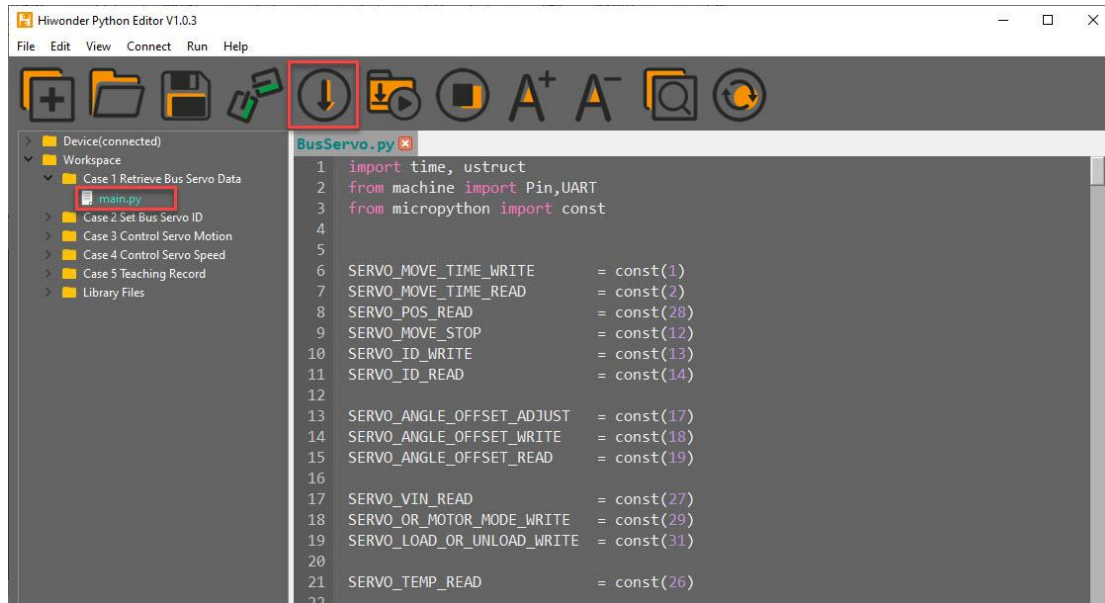 Hiwonder Python Editor V1.0.3
File Edit View Connect Run Help
Device(connected)
Workspace
Case 1 Retrieve Bus Servo Data
main.py
Case 2 Set Bus Servo ID
Case 3 Control Servo Motion
Case 4 Control Servo Speed
Case 5 Teaching Record
Library Files
BusServo.py
1 import time, ustruct
2 from machine import Pin,UART
3 from micropython import const
4
5
6 SERVO_MOVE_TIME_WRITE = const(1)
7 SERVO_MOVE_TIME_READ = const(2)
8 SERVO_POS_READ = const(28)
9 SERVO_MOVE_STOP = const(12)
10 SERVO_ID_WRITE = const(13)
11 SERVO_ID_READ = const(14)
12
13 SERVO_ANGLE_OFFSET_ADJUST = const(17)
14 SERVO_ANGLE_OFFSET_WRITE = const(18)
15 SERVO_ANGLE_OFFSET_READ = const(19)
16
17 SERVO_VIN_READ = const(27)
18 SERVO_OR_MOTOR_MODE_WRITE = const(29)
19 SERVO_LOAD_OR_UNLOAD_WRITE = const(31)
20
21 SERVO_TEMP_READ = const(26)
22